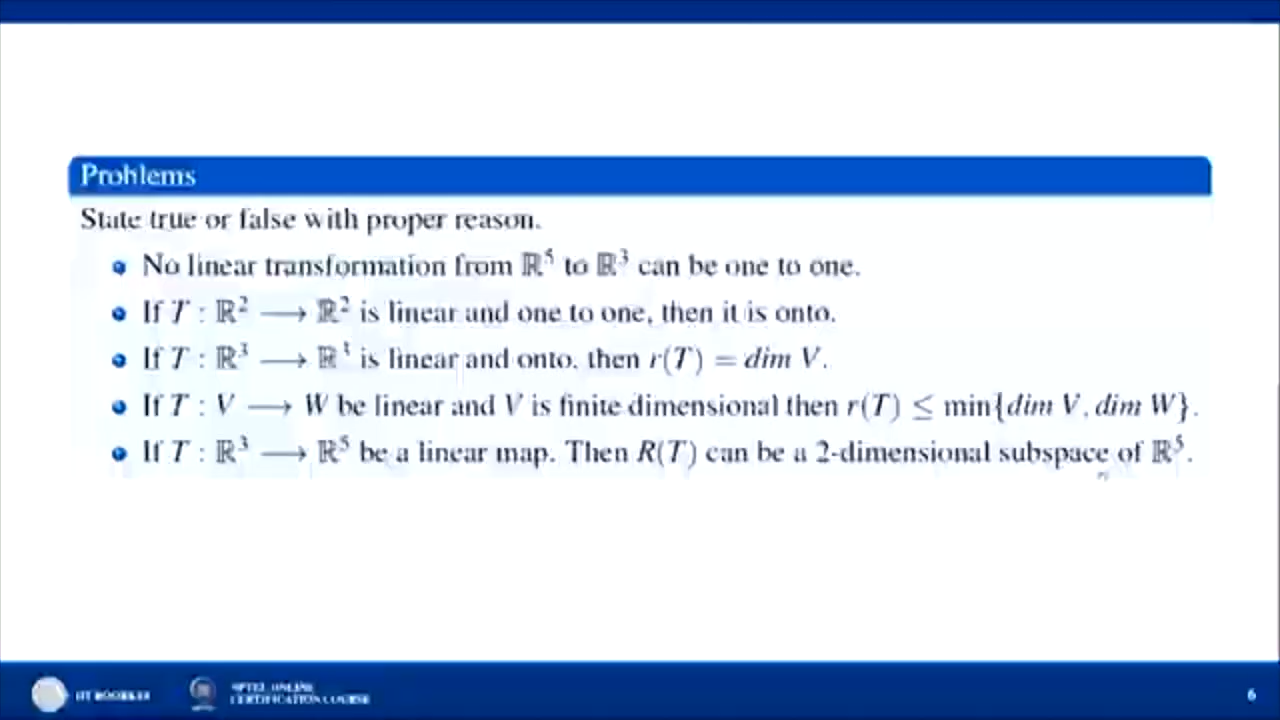 Problems
State true or false with proper reason.
No linear transformation from ℝ⁵ to ℝ³ can be one to one.
If T : ℝ² ⟶ ℝ² is linear and one to one, then it is onto.
If T : ℝ³ ⟶ ℝ³ is linear and onto, then r(T) = dim V.
If T : V ⟶ W be linear and V is finite dimensional then r(T) ≤ min{dim V, dim W}.
If T : ℝ³ ⟶ ℝ⁵ be a linear map. Then R(T) can be a 2-dimensional subspace of ℝ⁵.
IIT ROORKEE
NPTEL ONLINE
CERTIFICATION COURSE
6